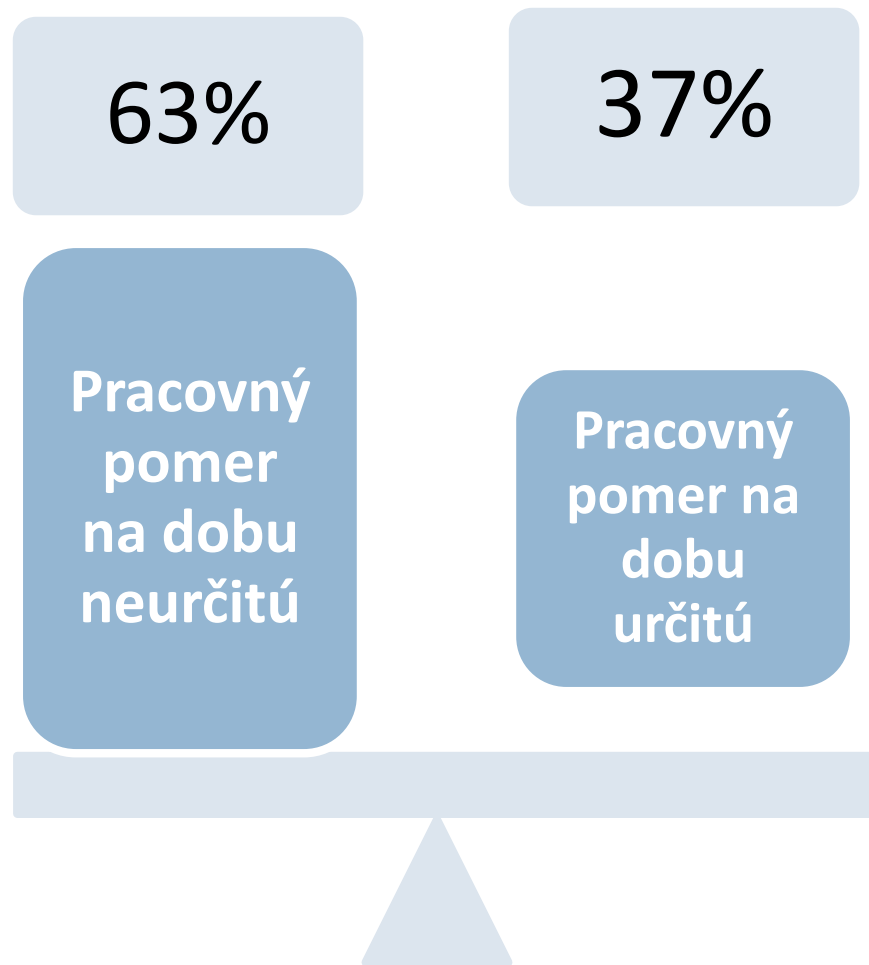 63%
37%
Pracovný
pomer
na dobu
neurčitú
Pracovný
pomer na
dobu
určitú